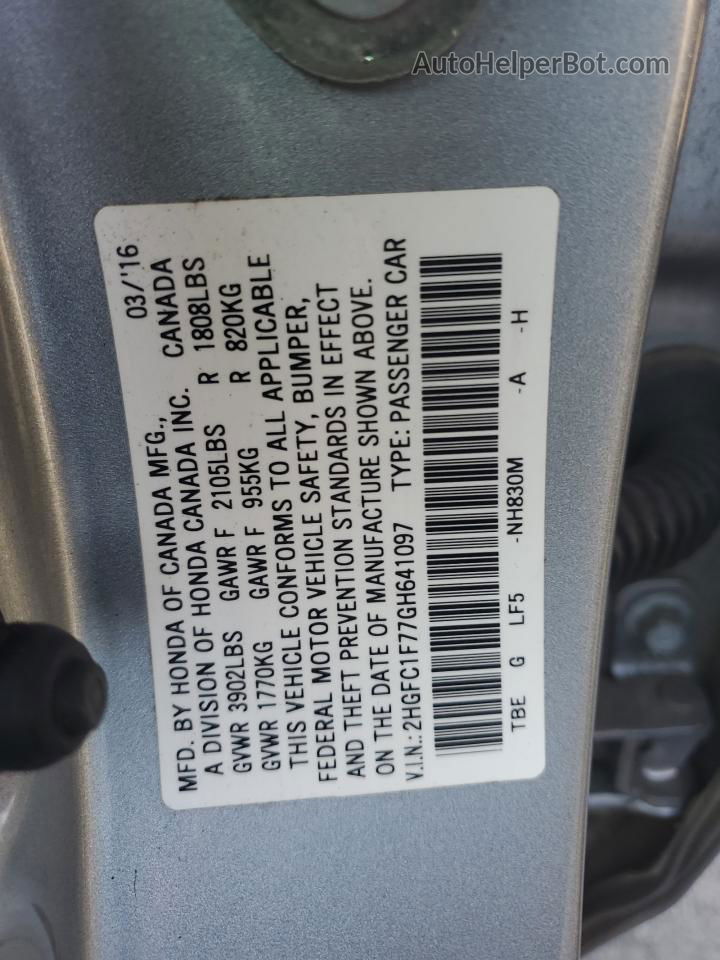 AutoHelperBot.com
MFD. BY HONDA OF CANADA MFG., 03/'16
A DIVISION OF HONDA CANADA INC. CANADA
GVWR 3902LBS GAWR F 2105LBS R 1808LBS
GVWR 1770KG GAWR F 955KG R 820KG
THIS VEHICLE CONFORMS TO ALL APPLICABLE
FEDERAL MOTOR VEHICLE SAFETY, BUMPER,
AND THEFT PREVENTION STANDARDS IN EFFECT
ON THE DATE OF MANUFACTURE SHOWN ABOVE.
V.I.N.: 2HGFC1F77GH641097 TYPE: PASSENGER CAR
TBE G LF5 -NH830M -A -H